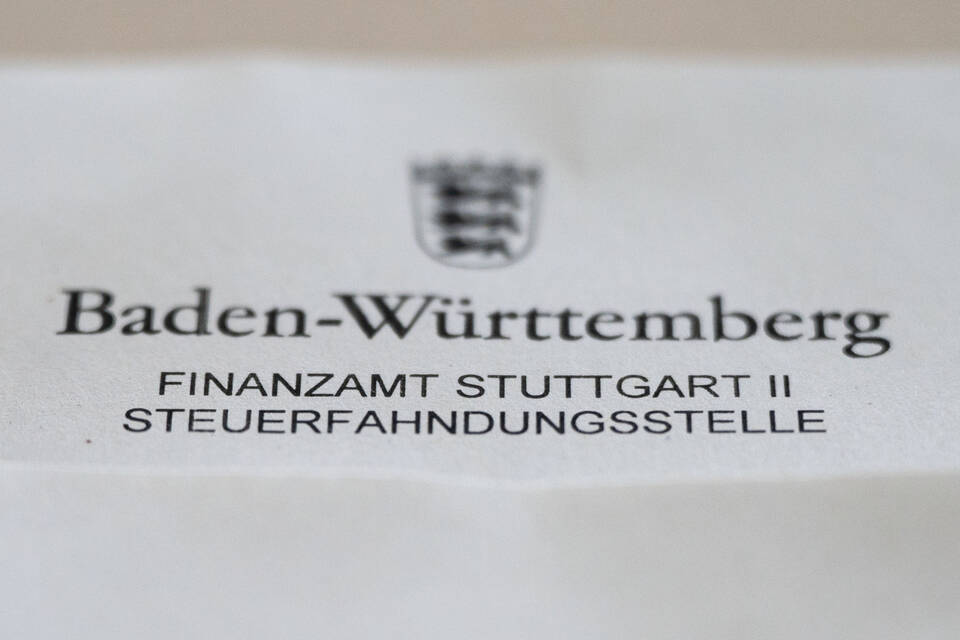 Baden-Württemberg
FINANZAMT STUTTGART II
STEUERFAHNDUNGSSTELLE